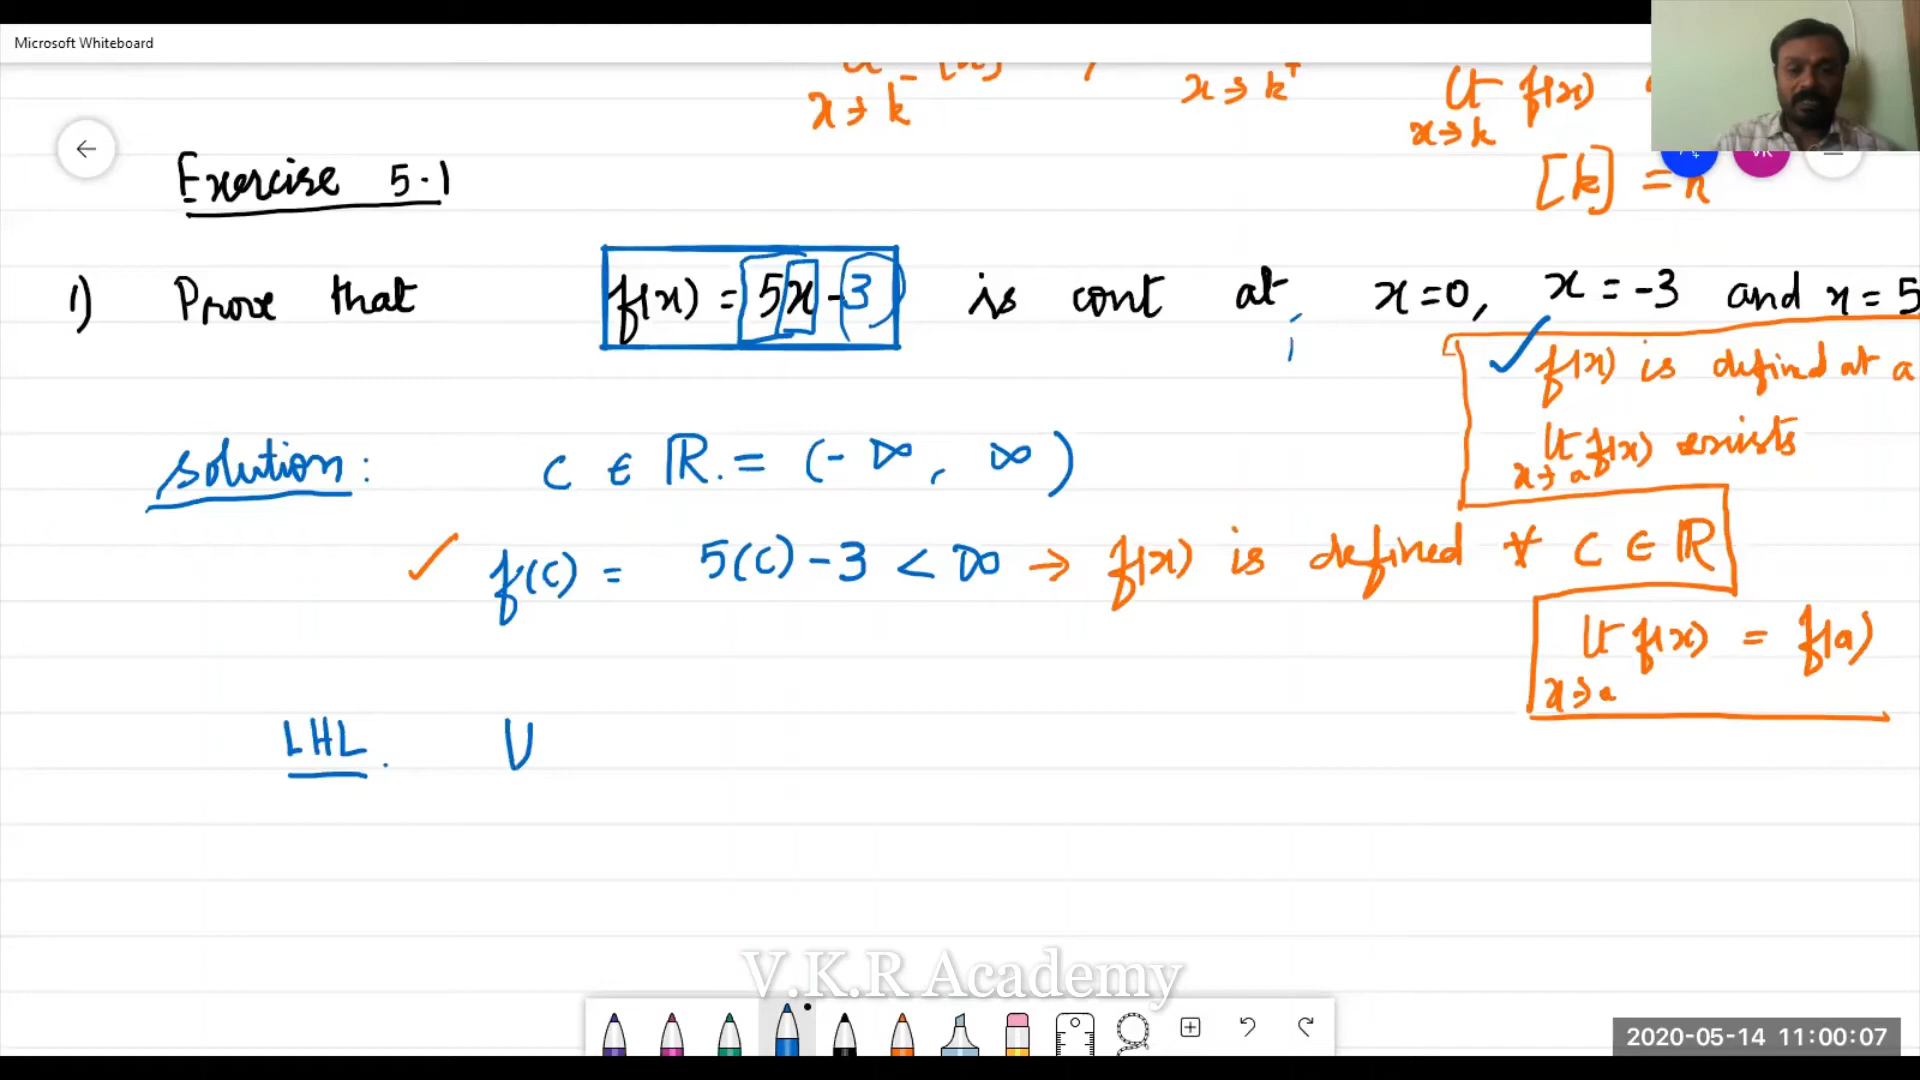 Microsoft Whiteboard
x→k⁻ x→k⁺ lt f(x)
x→k
[k] = k
Exercise 5.1
1) Prove that f(x) = 5x-3 is cont at x=0, x=-3 and x=5
✓ f(x) is defined at a
lt f(x) exists
x→a
solution: c ∈ ℝ. = (-∞, ∞)
✓ f(c) = 5(c)-3 < ∞ → f(x) is defined ∀ c ∈ ℝ
lt f(x) = f(a)
x→a
LHL.
V.K.R Academy
2020-05-14 11:00:07